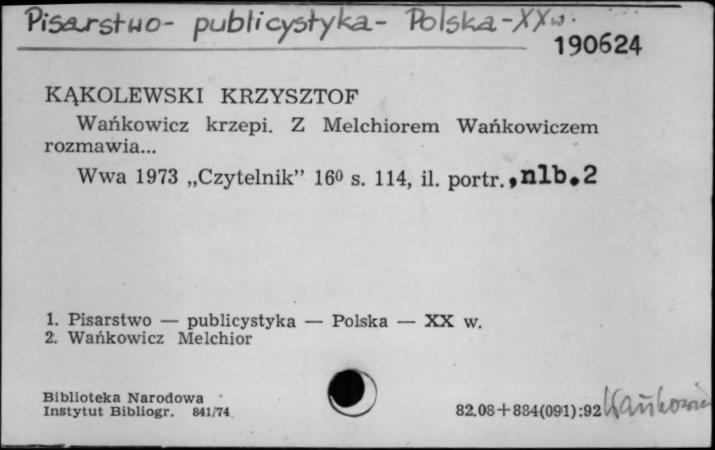 Pisarstwo- publicystyka- Polska-XX w.
190624
KĄKOLEWSKI KRZYSZTOF
Wańkowicz krzepi. Z Melchiorem Wańkowiczem
rozmawia...
Wwa 1973 „Czytelnik” 16⁰ s. 114, il. portr.,nlb.2
1. Pisarstwo — publicystyka — Polska — XX w.
2. Wańkowicz Melchior
Biblioteka Narodowa
Instytut Bibliogr. 841/74
82.08+884(091):92 Wańkowicz